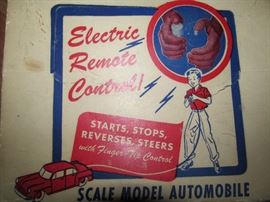 Electric
Remote
Control!
STARTS, STOPS,
REVERSES, STEERS
with Finger-Tip Control
SCALE MODEL AUTOMOBILE